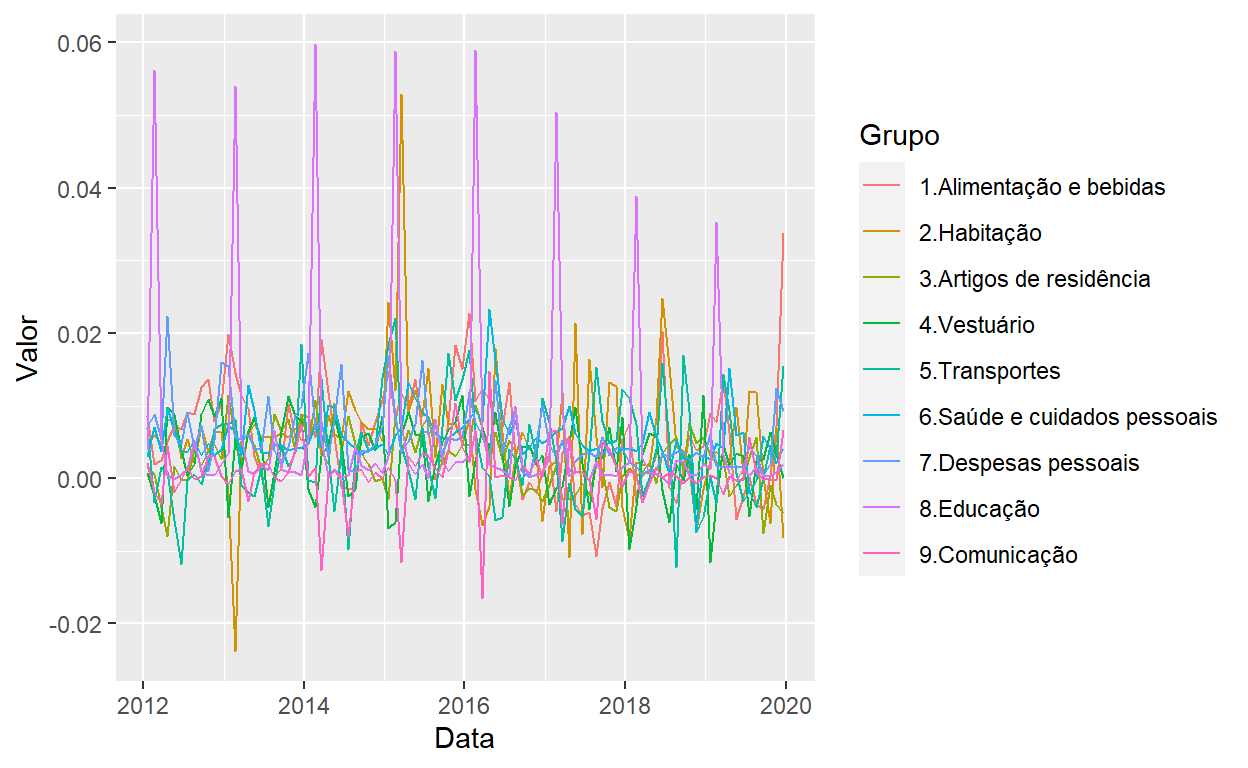 0.06
0.04
0.02
0.00
-0.02
Valor
2012
2014
2016
2018
2020
Data
Grupo
1.Alimentação e bebidas
2.Habitação
3.Artigos de residência
4.Vestuário
5.Transportes
6.Saúde e cuidados pessoais
7.Despesas pessoais
8.Educação
9.Comunicação